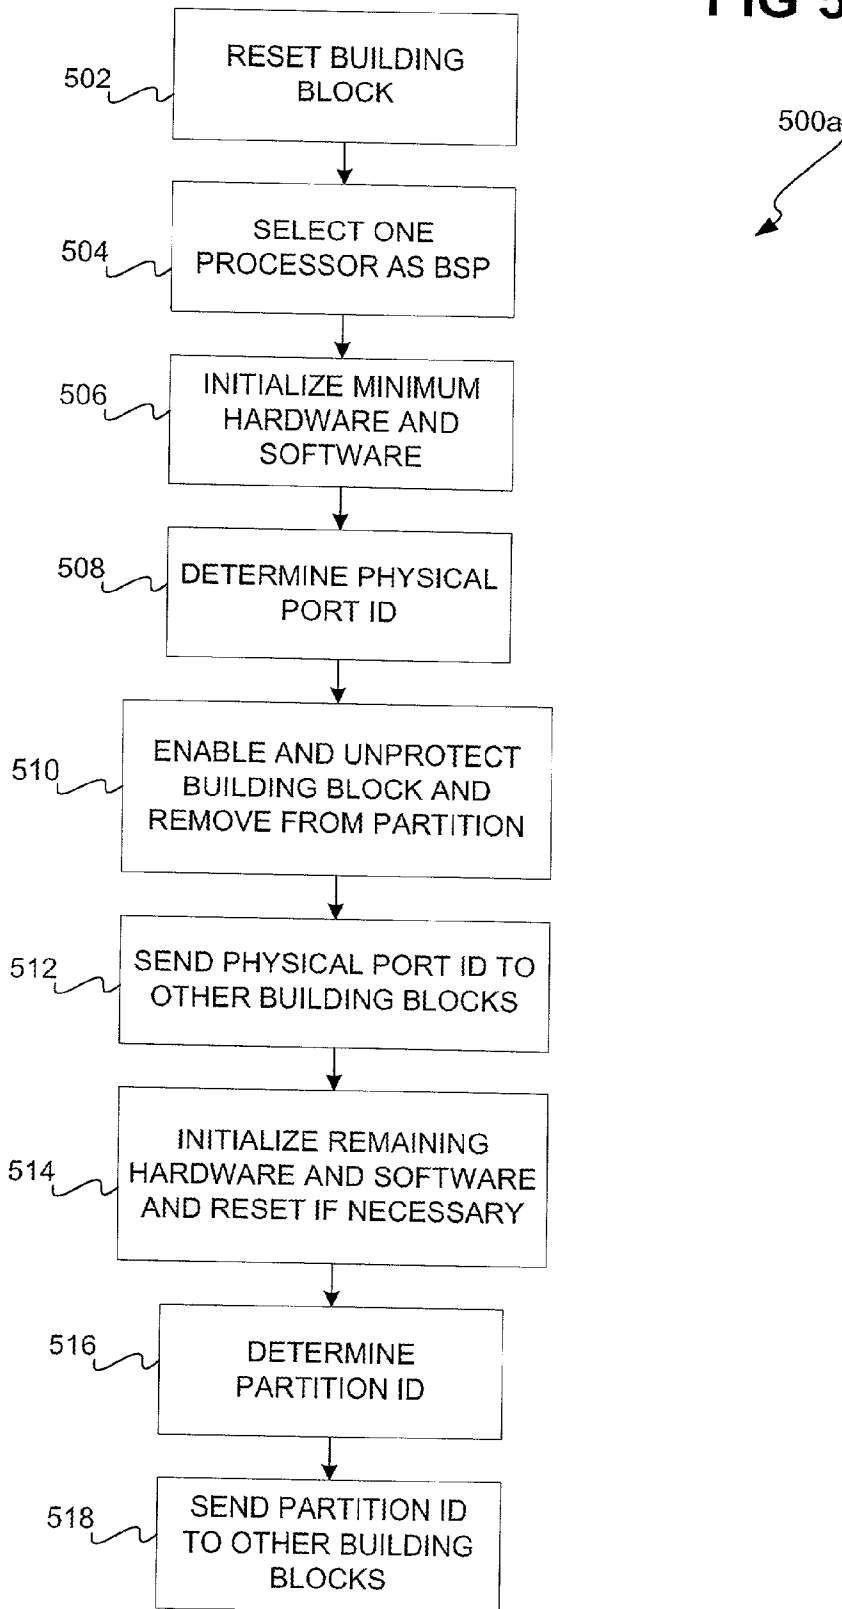 FIG 5
500a
502
RESET BUILDING
BLOCK
504
SELECT ONE
PROCESSOR AS BSP
506
INITIALIZE MINIMUM
HARDWARE AND
SOFTWARE
508
DETERMINE PHYSICAL
PORT ID
510
ENABLE AND UNPROTECT
BUILDING BLOCK AND
REMOVE FROM PARTITION
512
SEND PHYSICAL PORT ID TO
OTHER BUILDING BLOCKS
514
INITIALIZE REMAINING
HARDWARE AND SOFTWARE
AND RESET IF NECESSARY
516
DETERMINE
PARTITION ID
518
SEND PARTITION ID
TO OTHER BUILDING
BLOCKS